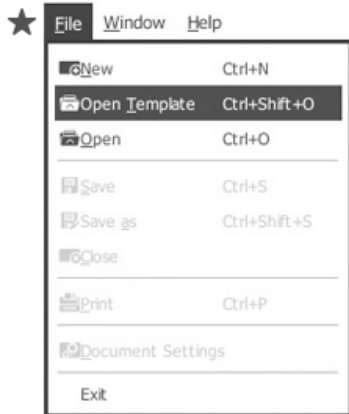 File Window Help
New Ctrl+N
Open Template Ctrl+Shift+O
Open Ctrl+O
Save Ctrl+S
Save as Ctrl+Shift+S
Close
Print Ctrl+P
Document Settings
Exit